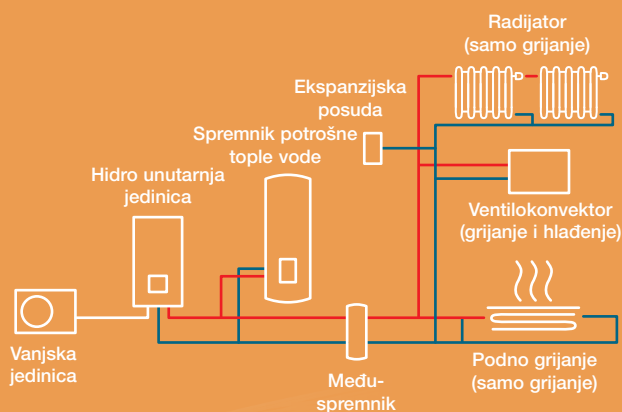 Radijator
(samo grijanje)
Ekspanzijska
posuda
Spremnik potrošne
tople vode
Hidro unutarnja
jedinica
Ventilokonvektor
(grijanje i hlađenje)
Vanjska
jedinica
Među-
spremnik
Podno grijanje
(samo grijanje)